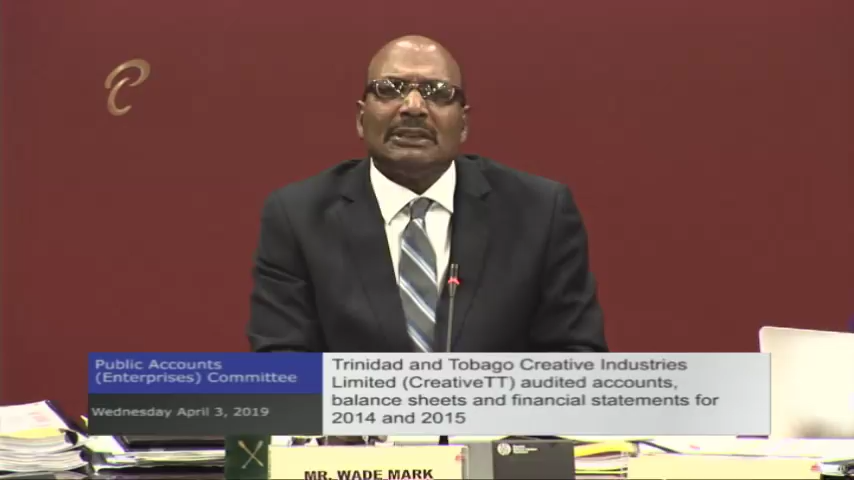 Public Accounts
(Enterprises) Committee
Wednesday April 3, 2019
Trinidad and Tobago Creative Industries
Limited (CreativeTT) audited accounts,
balance sheets and financial statements for
2014 and 2015
MR. WADE MARK